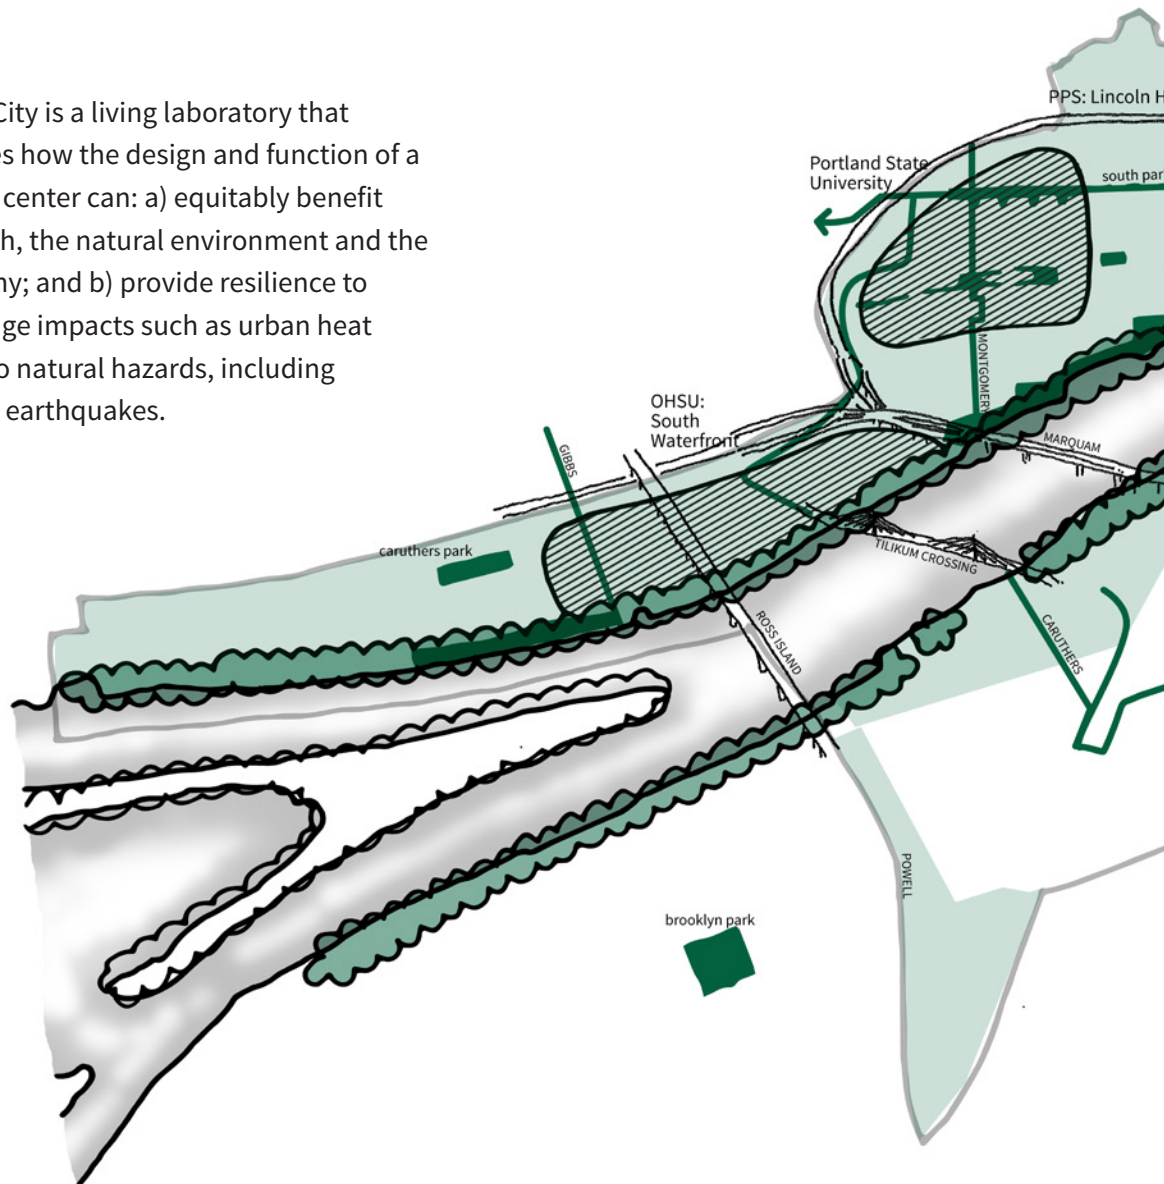 City is a living laboratory that
es how the design and function of a
center can: a) equitably benefit
h, the natural environment and the
ny; and b) provide resilience to
ge impacts such as urban heat
o natural hazards, including
earthquakes.
PPS: Lincoln H
Portland State
University
south par
MONTGOMERY
OHSU:
South
Waterfront
MARQUAM
GIBBS
caruthers park
TILIKUM CROSSING
ROSS ISLAND
CARUTHERS
POWELL
brooklyn park